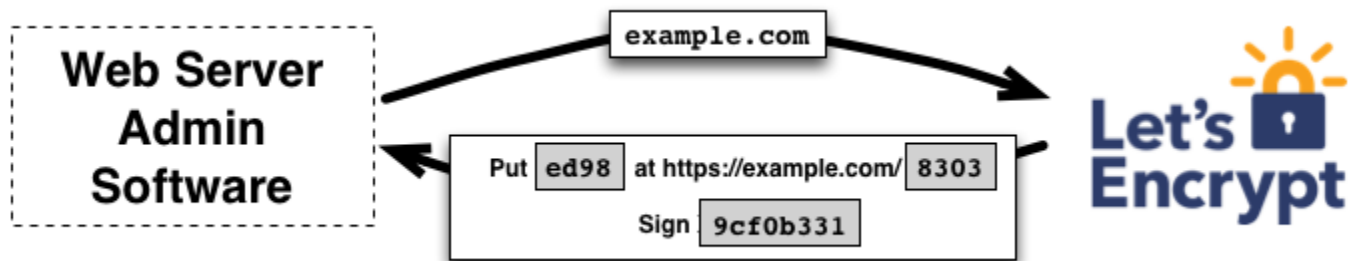 example.com
Web Server
Admin
Software
Put ed98 at https://example.com/ 8303
Sign 9cf0b331
Let's
Encrypt